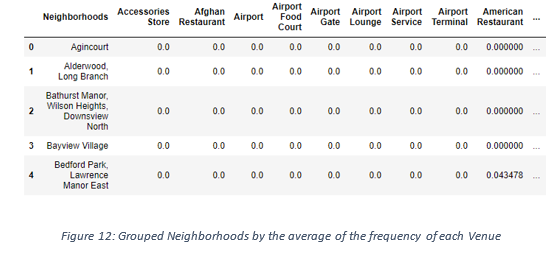 Neighborhoods Accessories Store Afghan Restaurant Airport Airport Food Court Airport Gate Airport Lounge Airport Service Airport Terminal American Restaurant ...
0 Agincourt 0.0 0.0 0.0 0.0 0.0 0.0 0.0 0.0 0.000000 ...
1 Alderwood, Long Branch 0.0 0.0 0.0 0.0 0.0 0.0 0.0 0.0 0.000000 ...
2 Bathurst Manor, Wilson Heights, Downsview North 0.0 0.0 0.0 0.0 0.0 0.0 0.0 0.0 0.000000 ...
3 Bayview Village 0.0 0.0 0.0 0.0 0.0 0.0 0.0 0.0 0.000000 ...
4 Bedford Park, Lawrence Manor East 0.0 0.0 0.0 0.0 0.0 0.0 0.0 0.0 0.043478 ...
Figure 12: Grouped Neighborhoods by the average of the frequency of each Venue